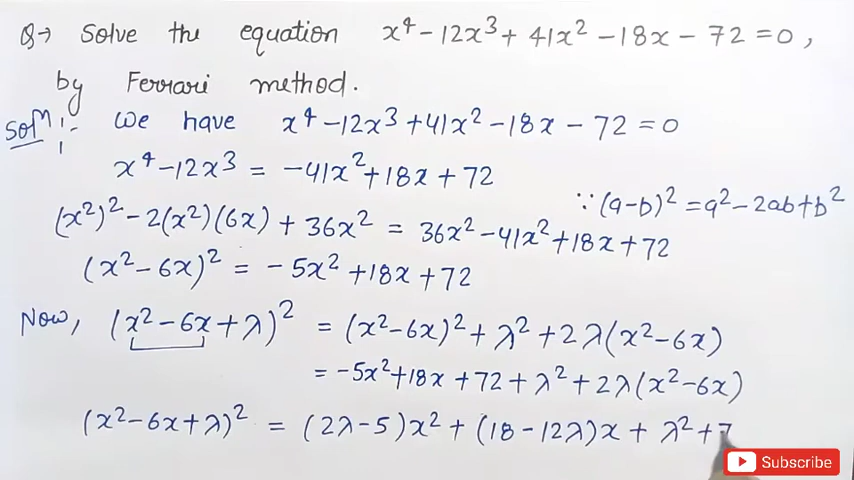 Q→ Solve the equation x⁴ - 12x³ + 41x² - 18x - 72 = 0,
by Ferrari method.
Solⁿ:- We have x⁴ - 12x³ + 41x² - 18x - 72 = 0
x⁴ - 12x³ = -41x² + 18x + 72
∵ (a-b)² = a² - 2ab + b²
(x²)² - 2(x²)(6x) + 36x² = 36x² - 41x² + 18x + 72
(x² - 6x)² = -5x² + 18x + 72
Now, (x² - 6x + λ)² = (x² - 6x)² + λ² + 2λ(x² - 6x)
= -5x² + 18x + 72 + λ² + 2λ(x² - 6x)
(x² - 6x + λ)² = (2λ - 5)x² + (18 - 12λ)x + λ² + 7
Subscribe